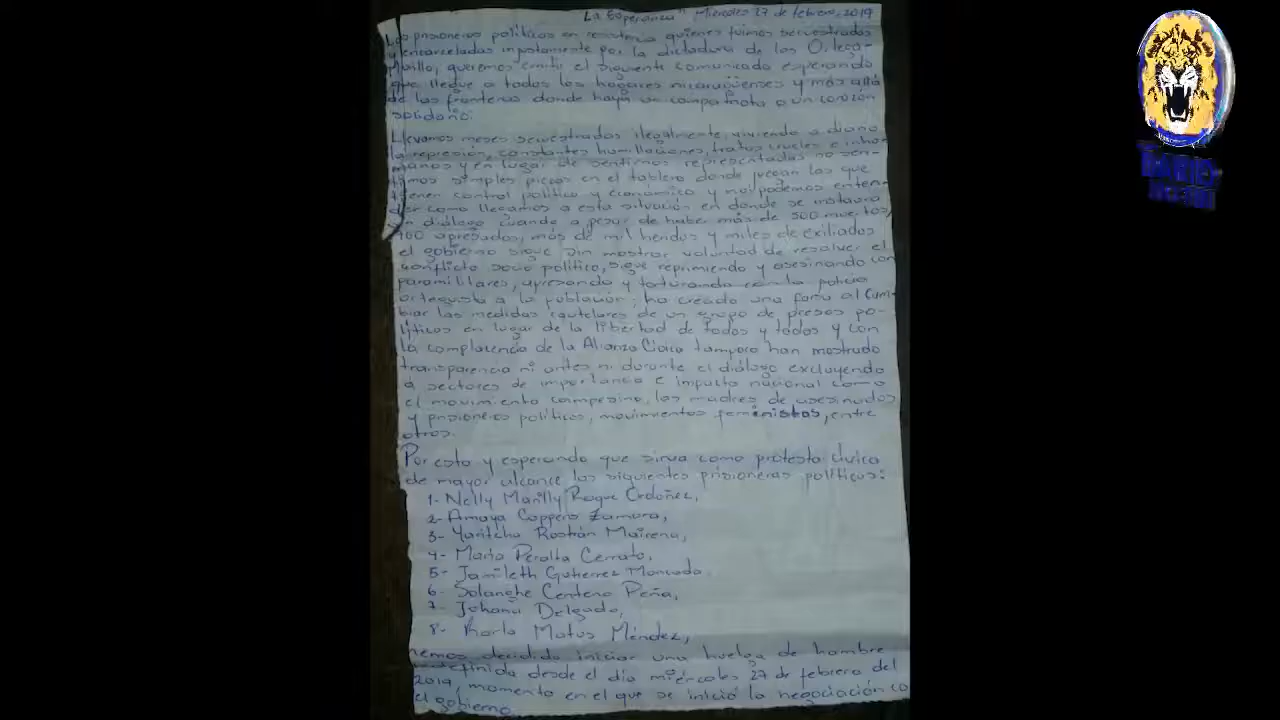 "La Esperanza" Miercoles 27 de febrero, 2019
Las prisioneras políticas en resistencia quienes fuimos secuestradas
y encarceladas injustamente por la dictadura de los Ortega-
Murillo, queremos emitir el siguiente comunicado esperando
que llegue a todos los hogares nicaragüenses y más allá
de las fronteras donde haya un compatriota o un corazón
solidario.
Llevamos meses secuestradas ilegalmente, viviendo a diario
la represión, constantes humillaciones, tratos crueles e inhu-
manos y en lugar de sentirnos representadas no sen-
timos simples piezas en el tablero donde juegan los que
tienen control político y económico y no podemos enten-
der como llegamos a esta situación en donde se instaura
un diálogo cuando a pesar de haber más de 500 muertos,
700 apresados, más de mil heridos y miles de exiliados
el gobierno sigue sin mostrar voluntad de resolver el
conflicto socio político, sigue reprimiendo y asesinando con
paramilitares, apresando y torturando con la policia
orteguista a la población; ha creado una farsa al cam-
biar las medidas cautelares de un grupo de presos po-
líticos en lugar de la libertad de todas y todos y con
la complacencia de la Alianza Cívica tampoco han mostrado
transparencia ni antes ni durante el diálogo excluyendo
a sectores de importancia e impacto nacional como
el movimiento campesino, las madres de asesinados
y prisioneros políticos, movimientos feministas, entre
otros.
Por esto y esperando que sirva como protesta cívica
de mayor alcance las siguientes prisioneras políticas:
1- Nelly Marilly Roque Ordoñez,
2- Amaya Coppens Zamora,
3- Yaritzha Rostrán Mairena,
4- María Peralta Cerrato,
5- Jamileth Gutierrez Moncada
6- Solanghe Centeno Peña,
7- Johana Delgado,
8- Karla Matus Méndez,
hemos decidido iniciar una huelga de hambre
indefinida desde el día miércoles 27 de febrero del
2019, momento en el que se inició la negociación co
el gobierno.